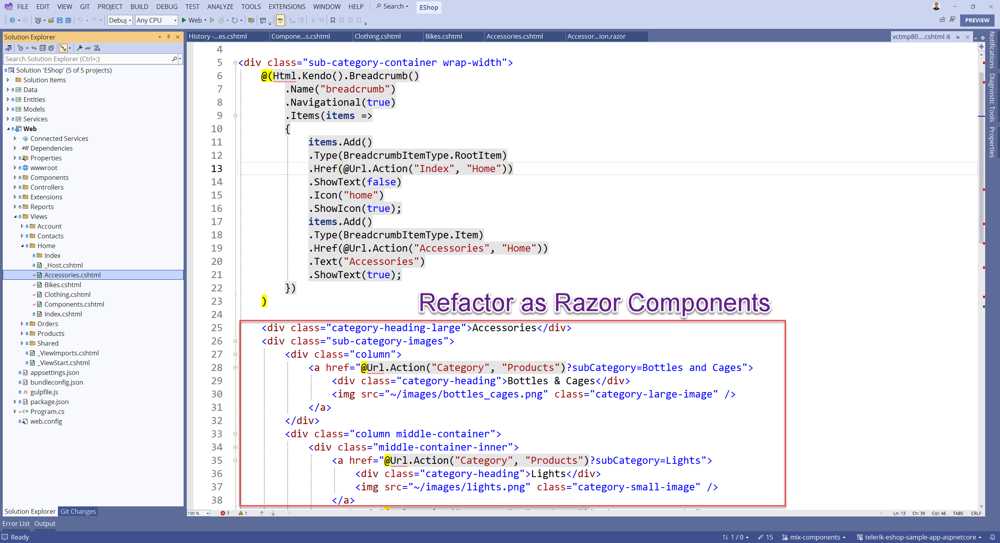 FILE EDIT VIEW GIT PROJECT BUILD DEBUG TEST ANALYZE TOOLS EXTENSIONS WINDOW HELP Search EShop
Debug Any CPU Web abc PREVIEW
Solution Explorer
Search Solution Explorer (Ctrl+;)
Solution 'EShop' (5 of 5 projects)
Solution Items
Data
Entities
Models
Services
Web
Connected Services
Dependencies
Properties
wwwroot
Components
Controllers
Extensions
Reports
Views
Account
Contacts
Home
Index
_Host.cshtml
Accessories.cshtml
Bikes.cshtml
Clothing.cshtml
Components.cshtml
Index.cshtml
Orders
Products
Shared
_ViewImports.cshtml
_ViewStart.cshtml
appsettings.json
bundleconfig.json
JS gulpfile.js
package.json
C# Program.cs
web.config
Solution Explorer Git Changes
History -...es.cshtml Compone...s.cshtml Clothing.cshtml Bikes.cshtml Accessories.cshtml Accessor...ion.razor vctmp80....cshtml
4
5 <div class="sub-category-container wrap-width">
6 @(Html.Kendo().Breadcrumb()
7 .Name("breadcrumb")
8 .Navigational(true)
9 .Items(items =>
10 {
11 items.Add()
12 .Type(BreadcrumbItemType.RootItem)
13 .Href(@Url.Action("Index", "Home"))
14 .ShowText(false)
15 .Icon("home")
16 .ShowIcon(true);
17 items.Add()
18 .Type(BreadcrumbItemType.Item)
19 .Href(@Url.Action("Accessories", "Home"))
20 .Text("Accessories")
21 .ShowText(true);
22 })
23 )
Refactor as Razor Components
24
25 <div class="category-heading-large">Accessories</div>
26 <div class="sub-category-images">
27 <div class="column">
28 <a href="@Url.Action("Category", "Products")?subCategory=Bottles and Cages">
29 <div class="category-heading">Bottles & Cages</div>
30 <img src="~/images/bottles_cages.png" class="category-large-image" />
31 </a>
32 </div>
33 <div class="column middle-container">
34 <div class="middle-container-inner">
35 <a href="@Url.Action("Category", "Products")?subCategory=Lights">
36 <div class="category-heading">Lights</div>
37 <img src="~/images/lights.png" class="category-small-image" />
38 </a>
100 % 7 1 Ln: 13 Ch: 39 Col: 48 TABS CRLF
Notifications
Diagnostic Tools
Properties
Error List Output
Ready 1 / 0 15 mix-components telerik-eshop-sample-app-aspnetcore